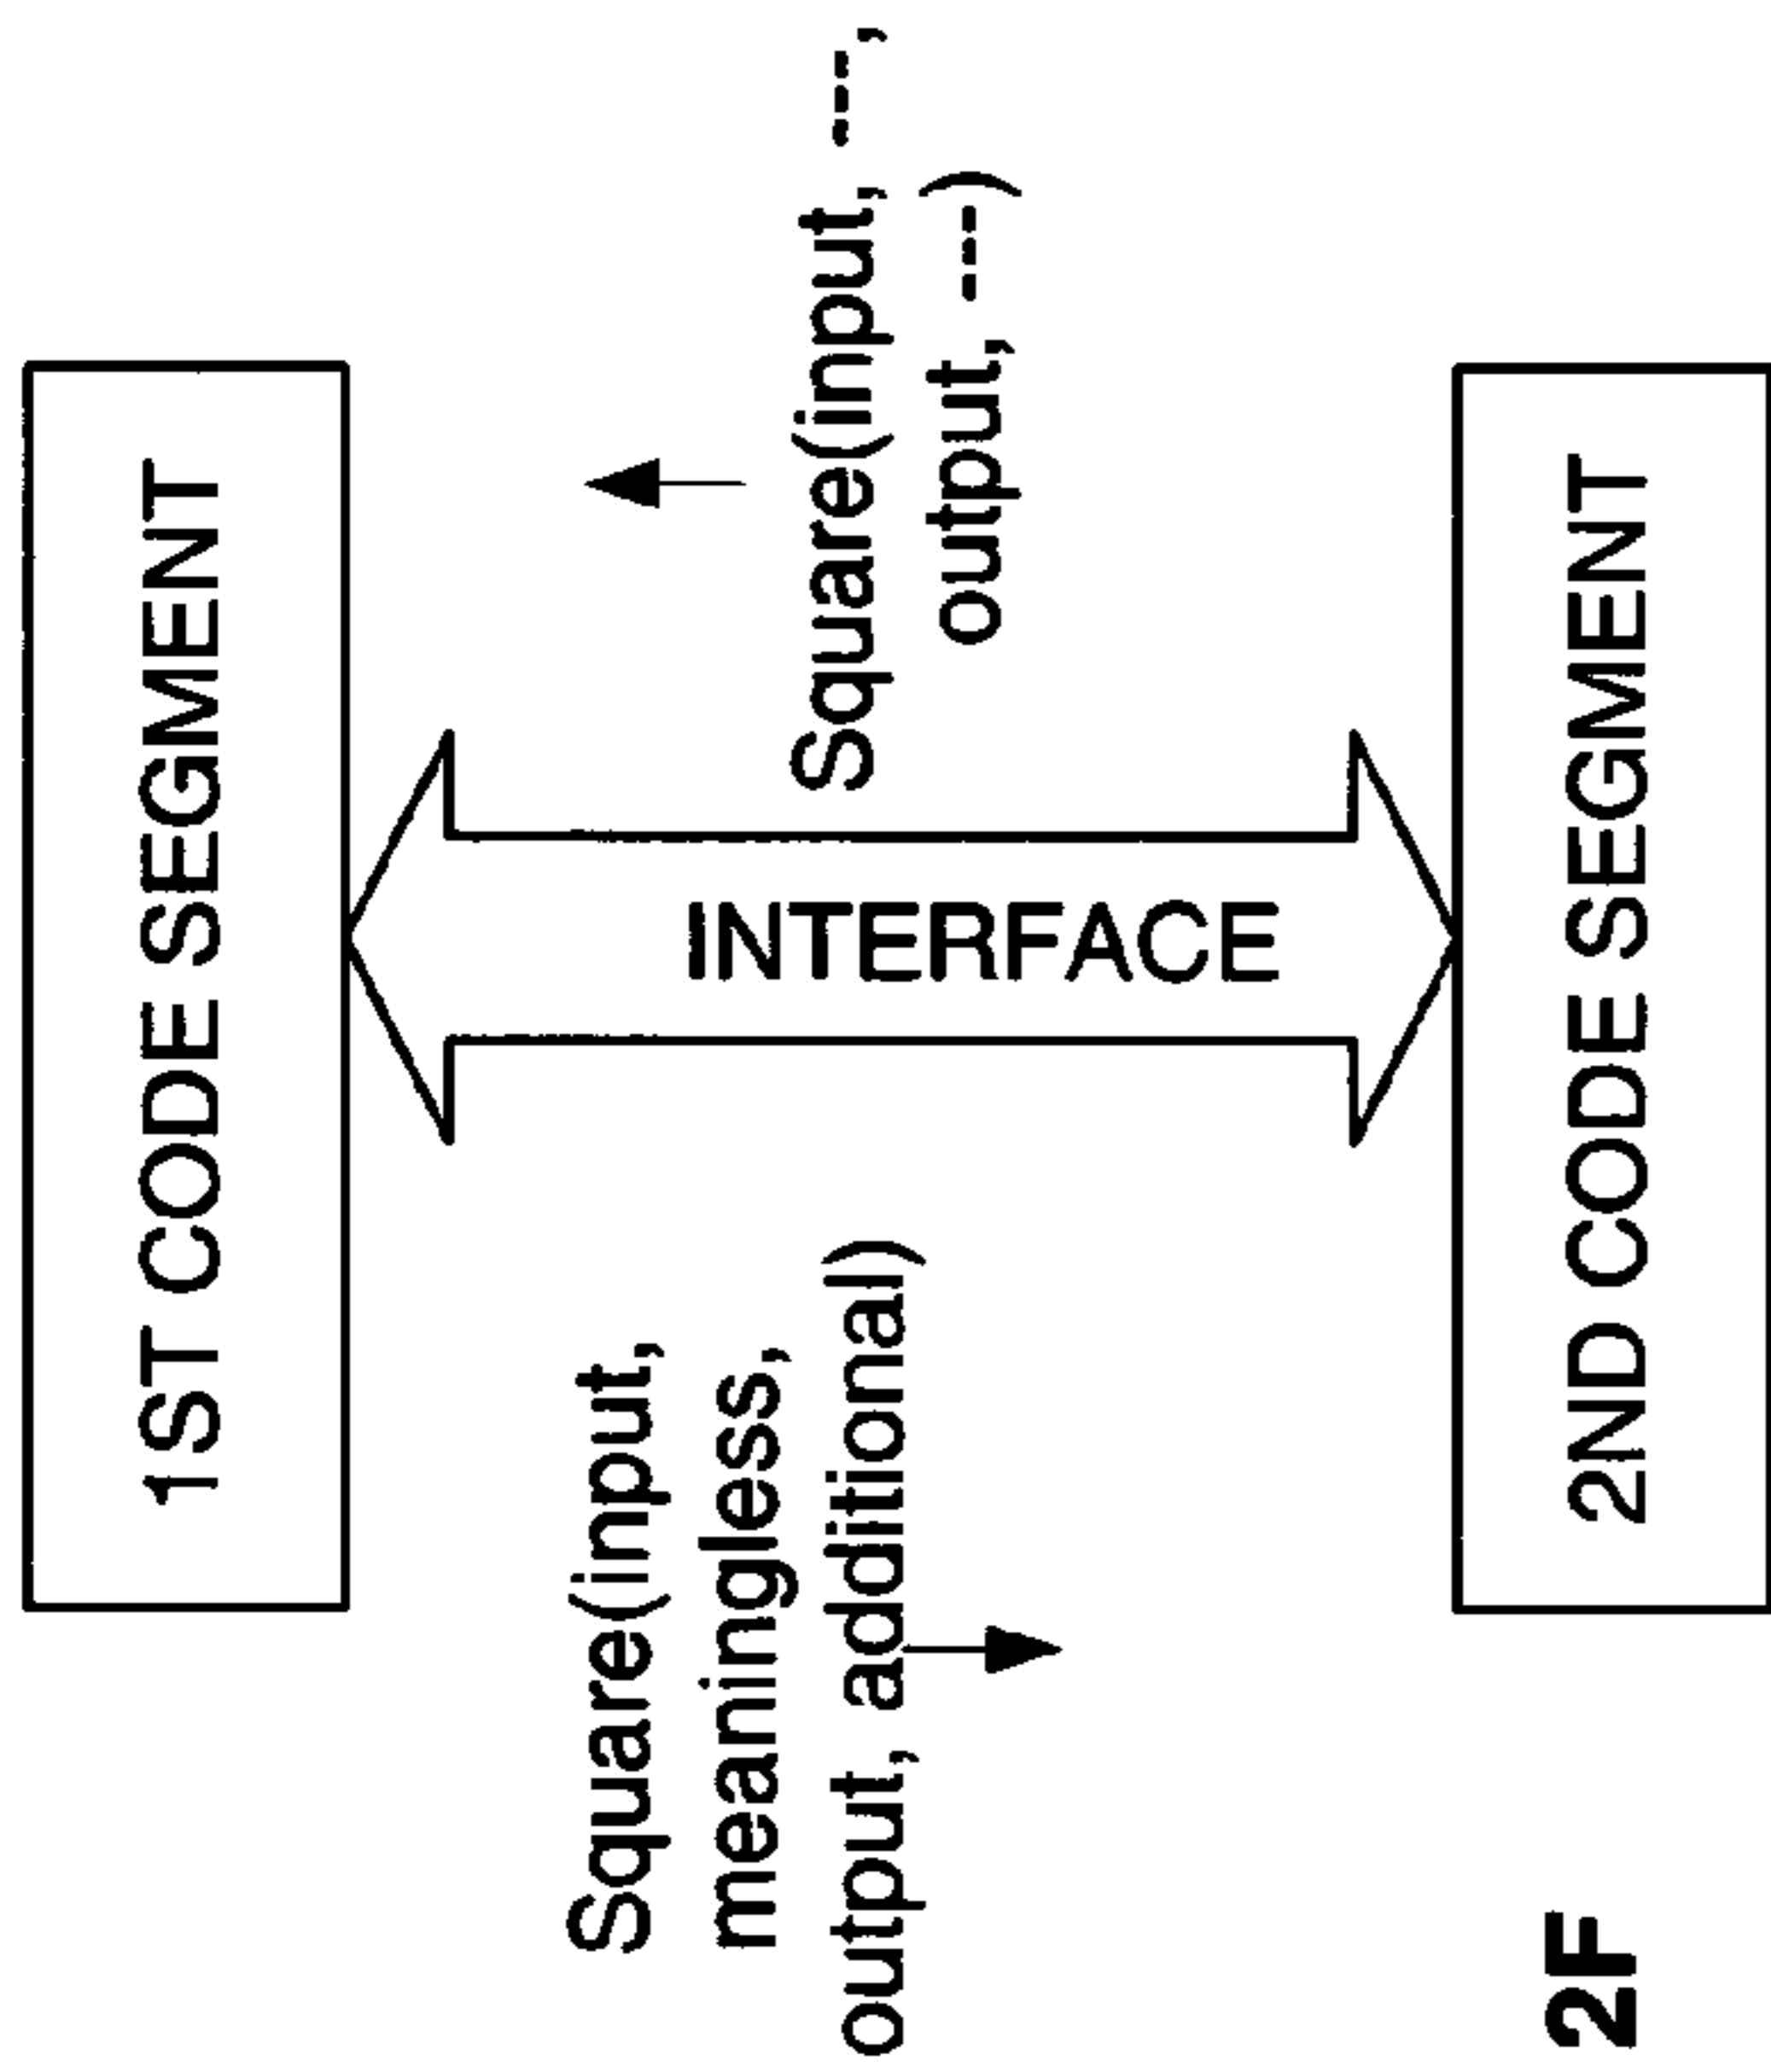 1ST CODE SEGMENT
Square(input,
meaningless,
output, additional)
INTERFACE
Square(input, ---,
output, ---)
2ND CODE SEGMENT
2F